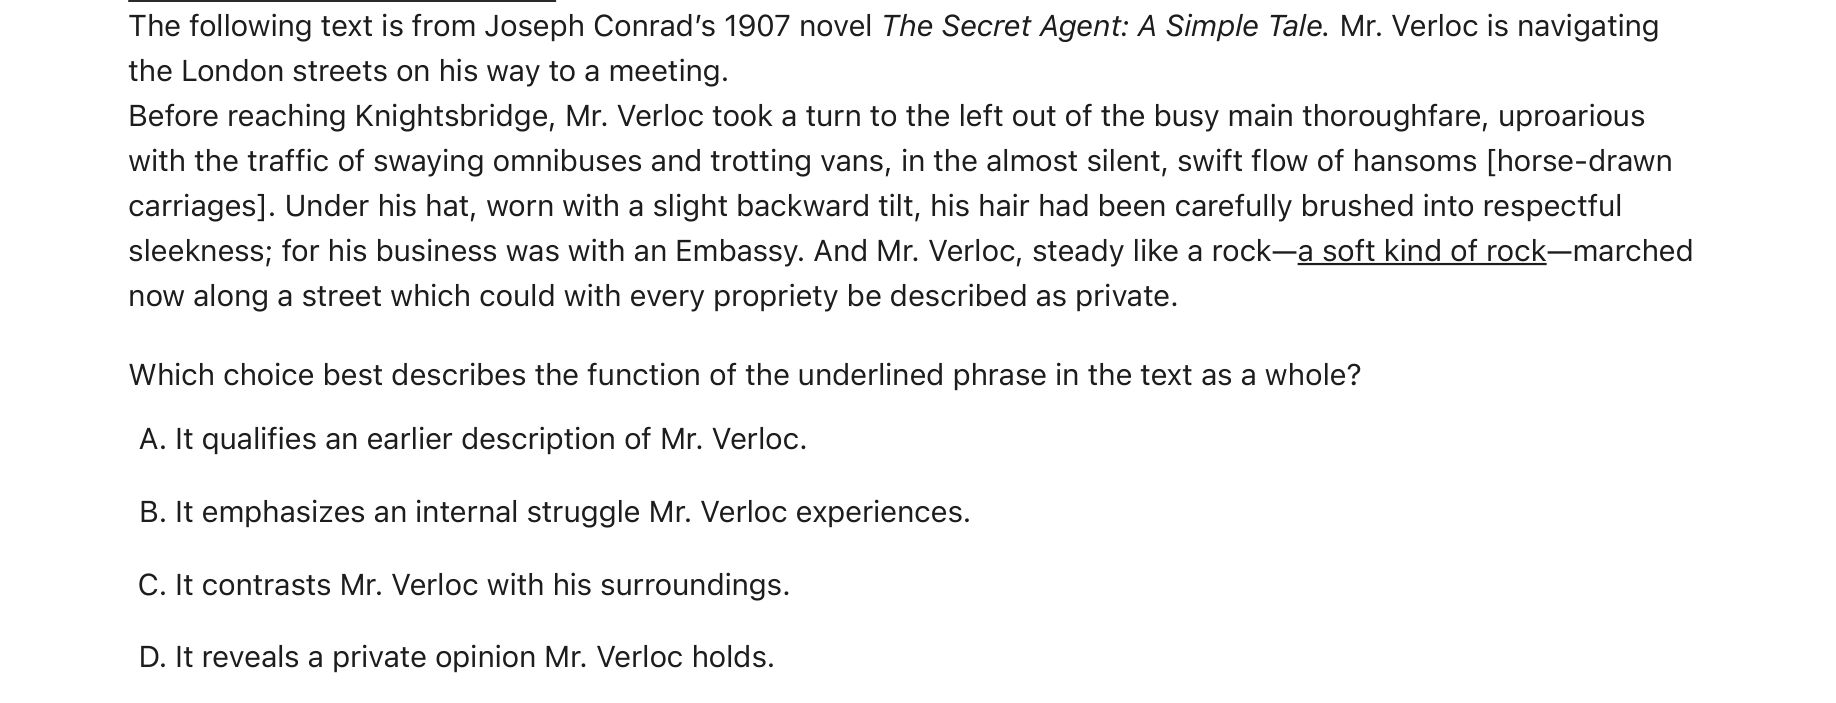 The following text is from Joseph Conrad’s 1907 novel The Secret Agent: A Simple Tale. Mr. Verloc is navigating
the London streets on his way to a meeting.
Before reaching Knightsbridge, Mr. Verloc took a turn to the left out of the busy main thoroughfare, uproarious
with the traffic of swaying omnibuses and trotting vans, in the almost silent, swift flow of hansoms [horse-drawn
carriages]. Under his hat, worn with a slight backward tilt, his hair had been carefully brushed into respectful
sleekness; for his business was with an Embassy. And Mr. Verloc, steady like a rock—a soft kind of rock—marched
now along a street which could with every propriety be described as private.
Which choice best describes the function of the underlined phrase in the text as a whole?
A. It qualifies an earlier description of Mr. Verloc.
B. It emphasizes an internal struggle Mr. Verloc experiences.
C. It contrasts Mr. Verloc with his surroundings.
D. It reveals a private opinion Mr. Verloc holds.